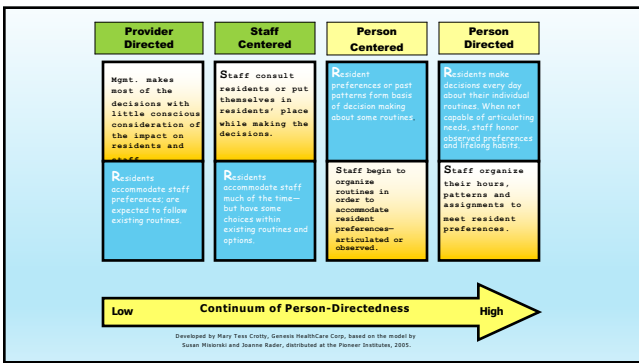 Provider
Directed
Staff
Centered
Person
Centered
Person
Directed
Mgmt. makes
most of the
decisions with
little conscious
consideration of
the impact on
residents and
staff
Staff consult
residents or put
themselves in
residents' place
while making the
decisions.
Resident
preferences or past
patterns form basis
of decision making
about some routines.
Residents make
decisions every day
about their individual
routines. When not
capable of articulating
needs, staff honor
observed preferences
and lifelong habits.
Residents
accommodate staff
preferences; are
expected to follow
existing routines.
Residents
accommodate staff
much of the time—
but have some
choices within
existing routines and
options.
Staff begin to
organize
routines in
order to
accommodate
resident
preferences—
articulated or
observed.
Staff organize
their hours,
patterns and
assignments to
meet resident
preferences.
Low
Continuum of Person-Directedness
High
Developed by Mary Tess Crotty, Genesis HealthCare Corp, based on the model by
Susan Misiorski and Joanne Rader, distributed at the Pioneer Institutes, 2005.